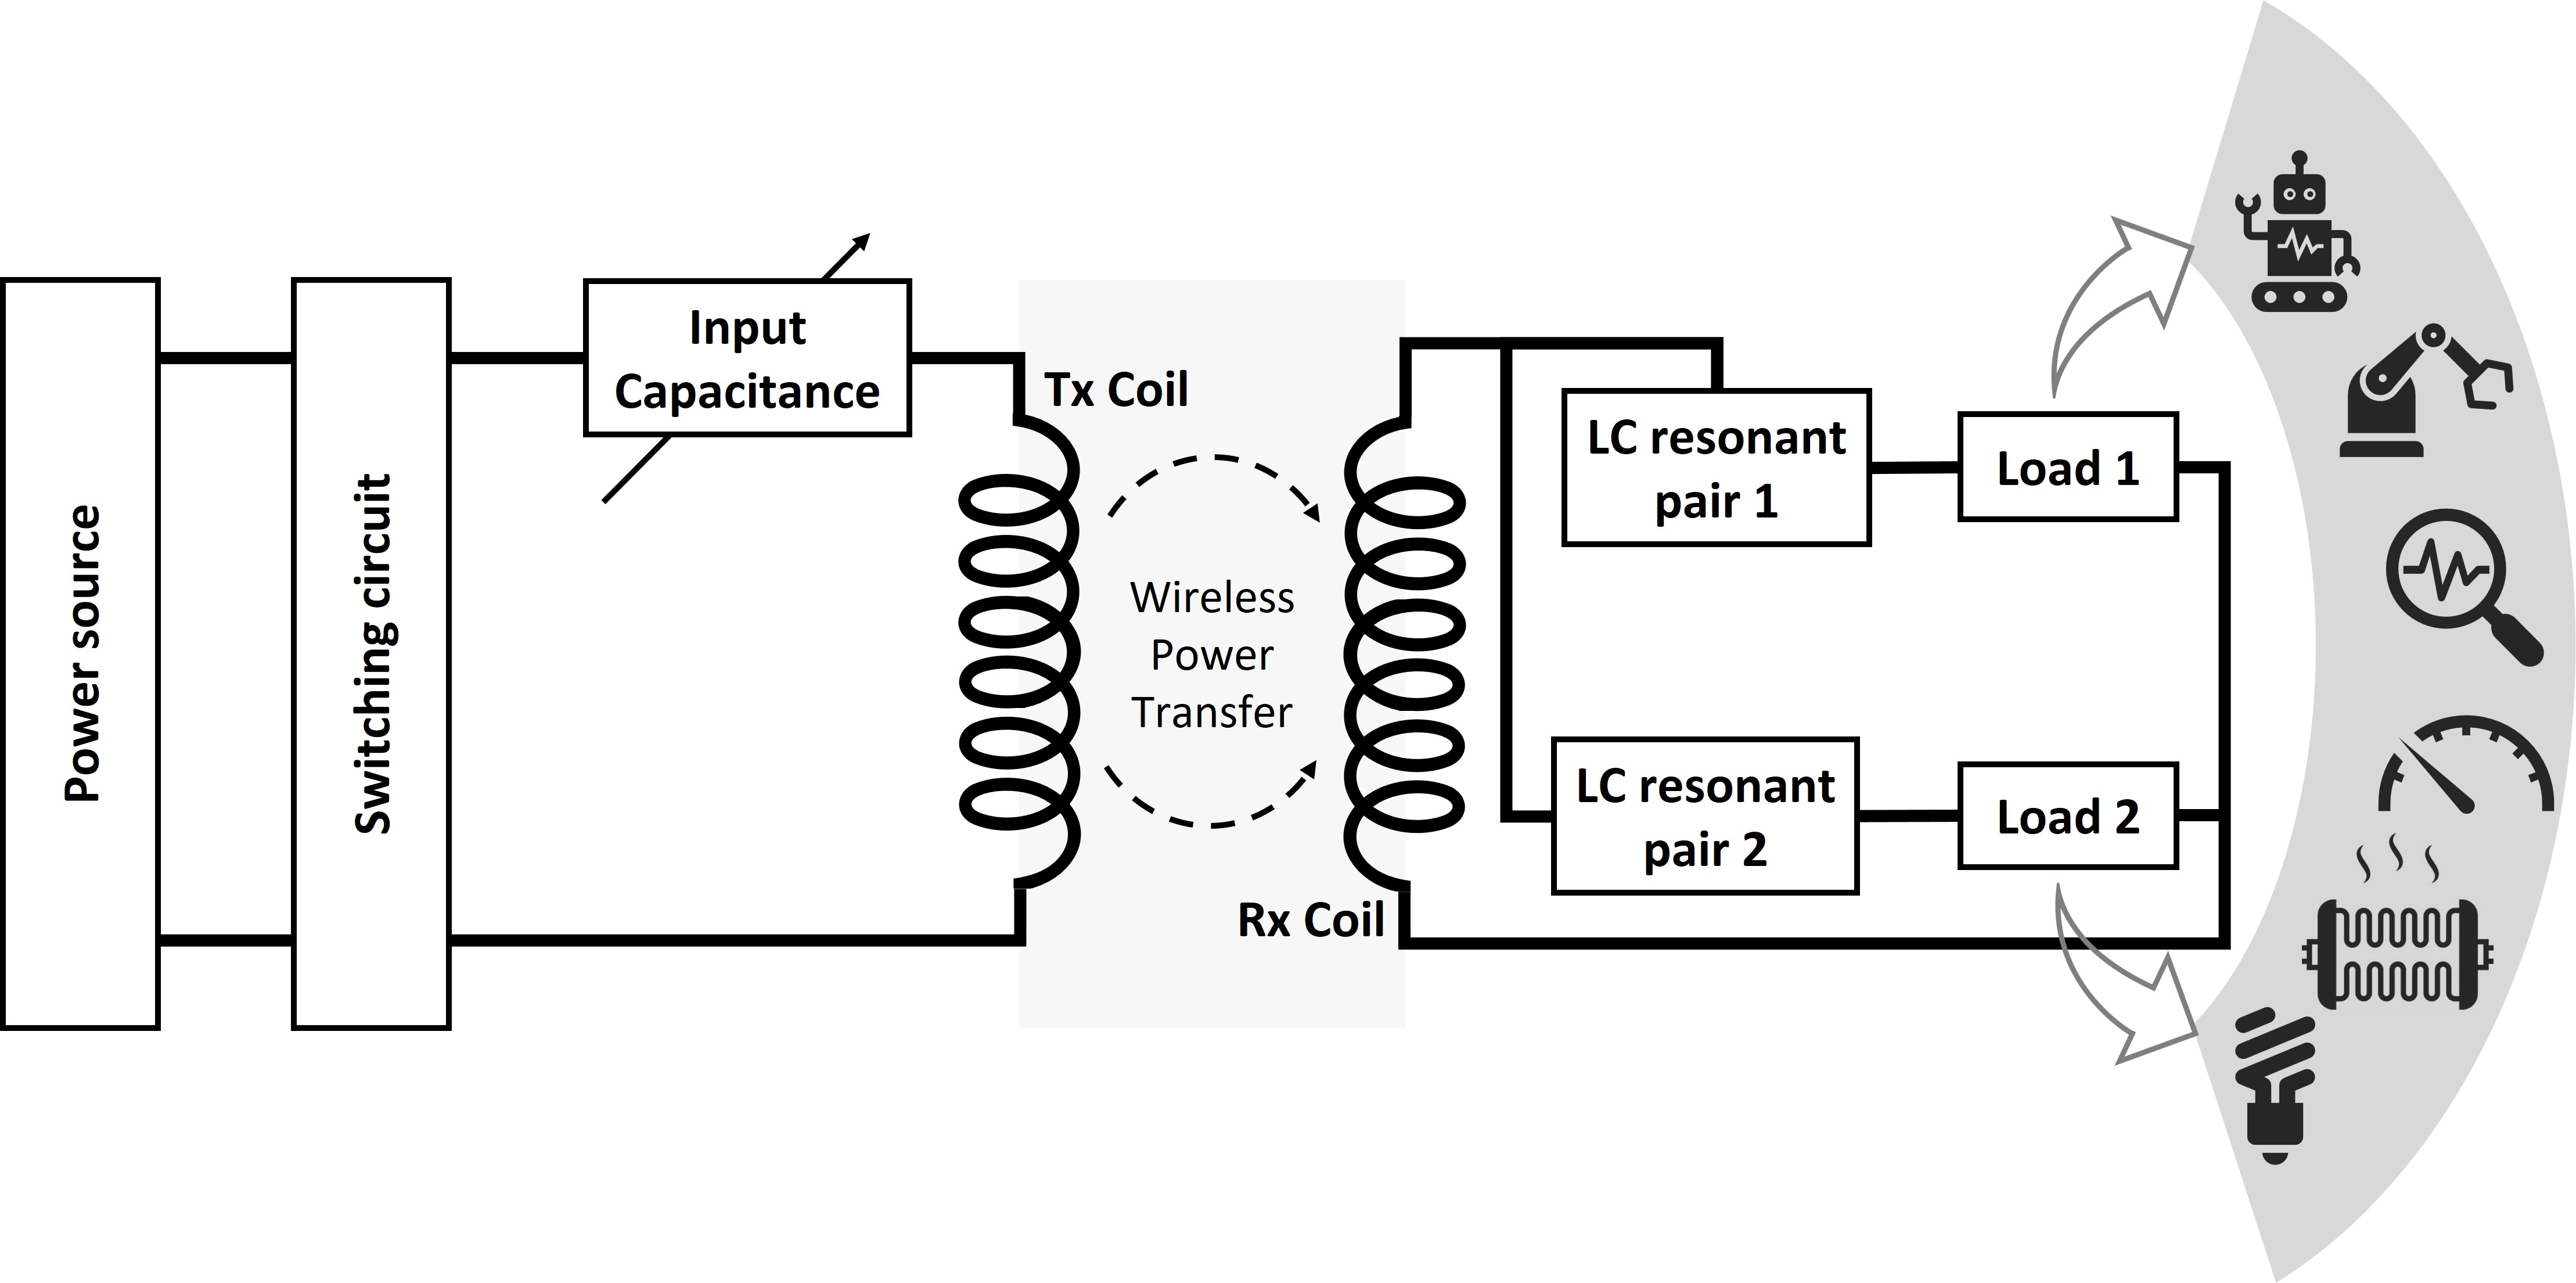 Power source
Switching circuit
Input
Capacitance
Tx Coil
Wireless
Power
Transfer
Rx Coil
LC resonant
pair 1
Load 1
LC resonant
pair 2
Load 2